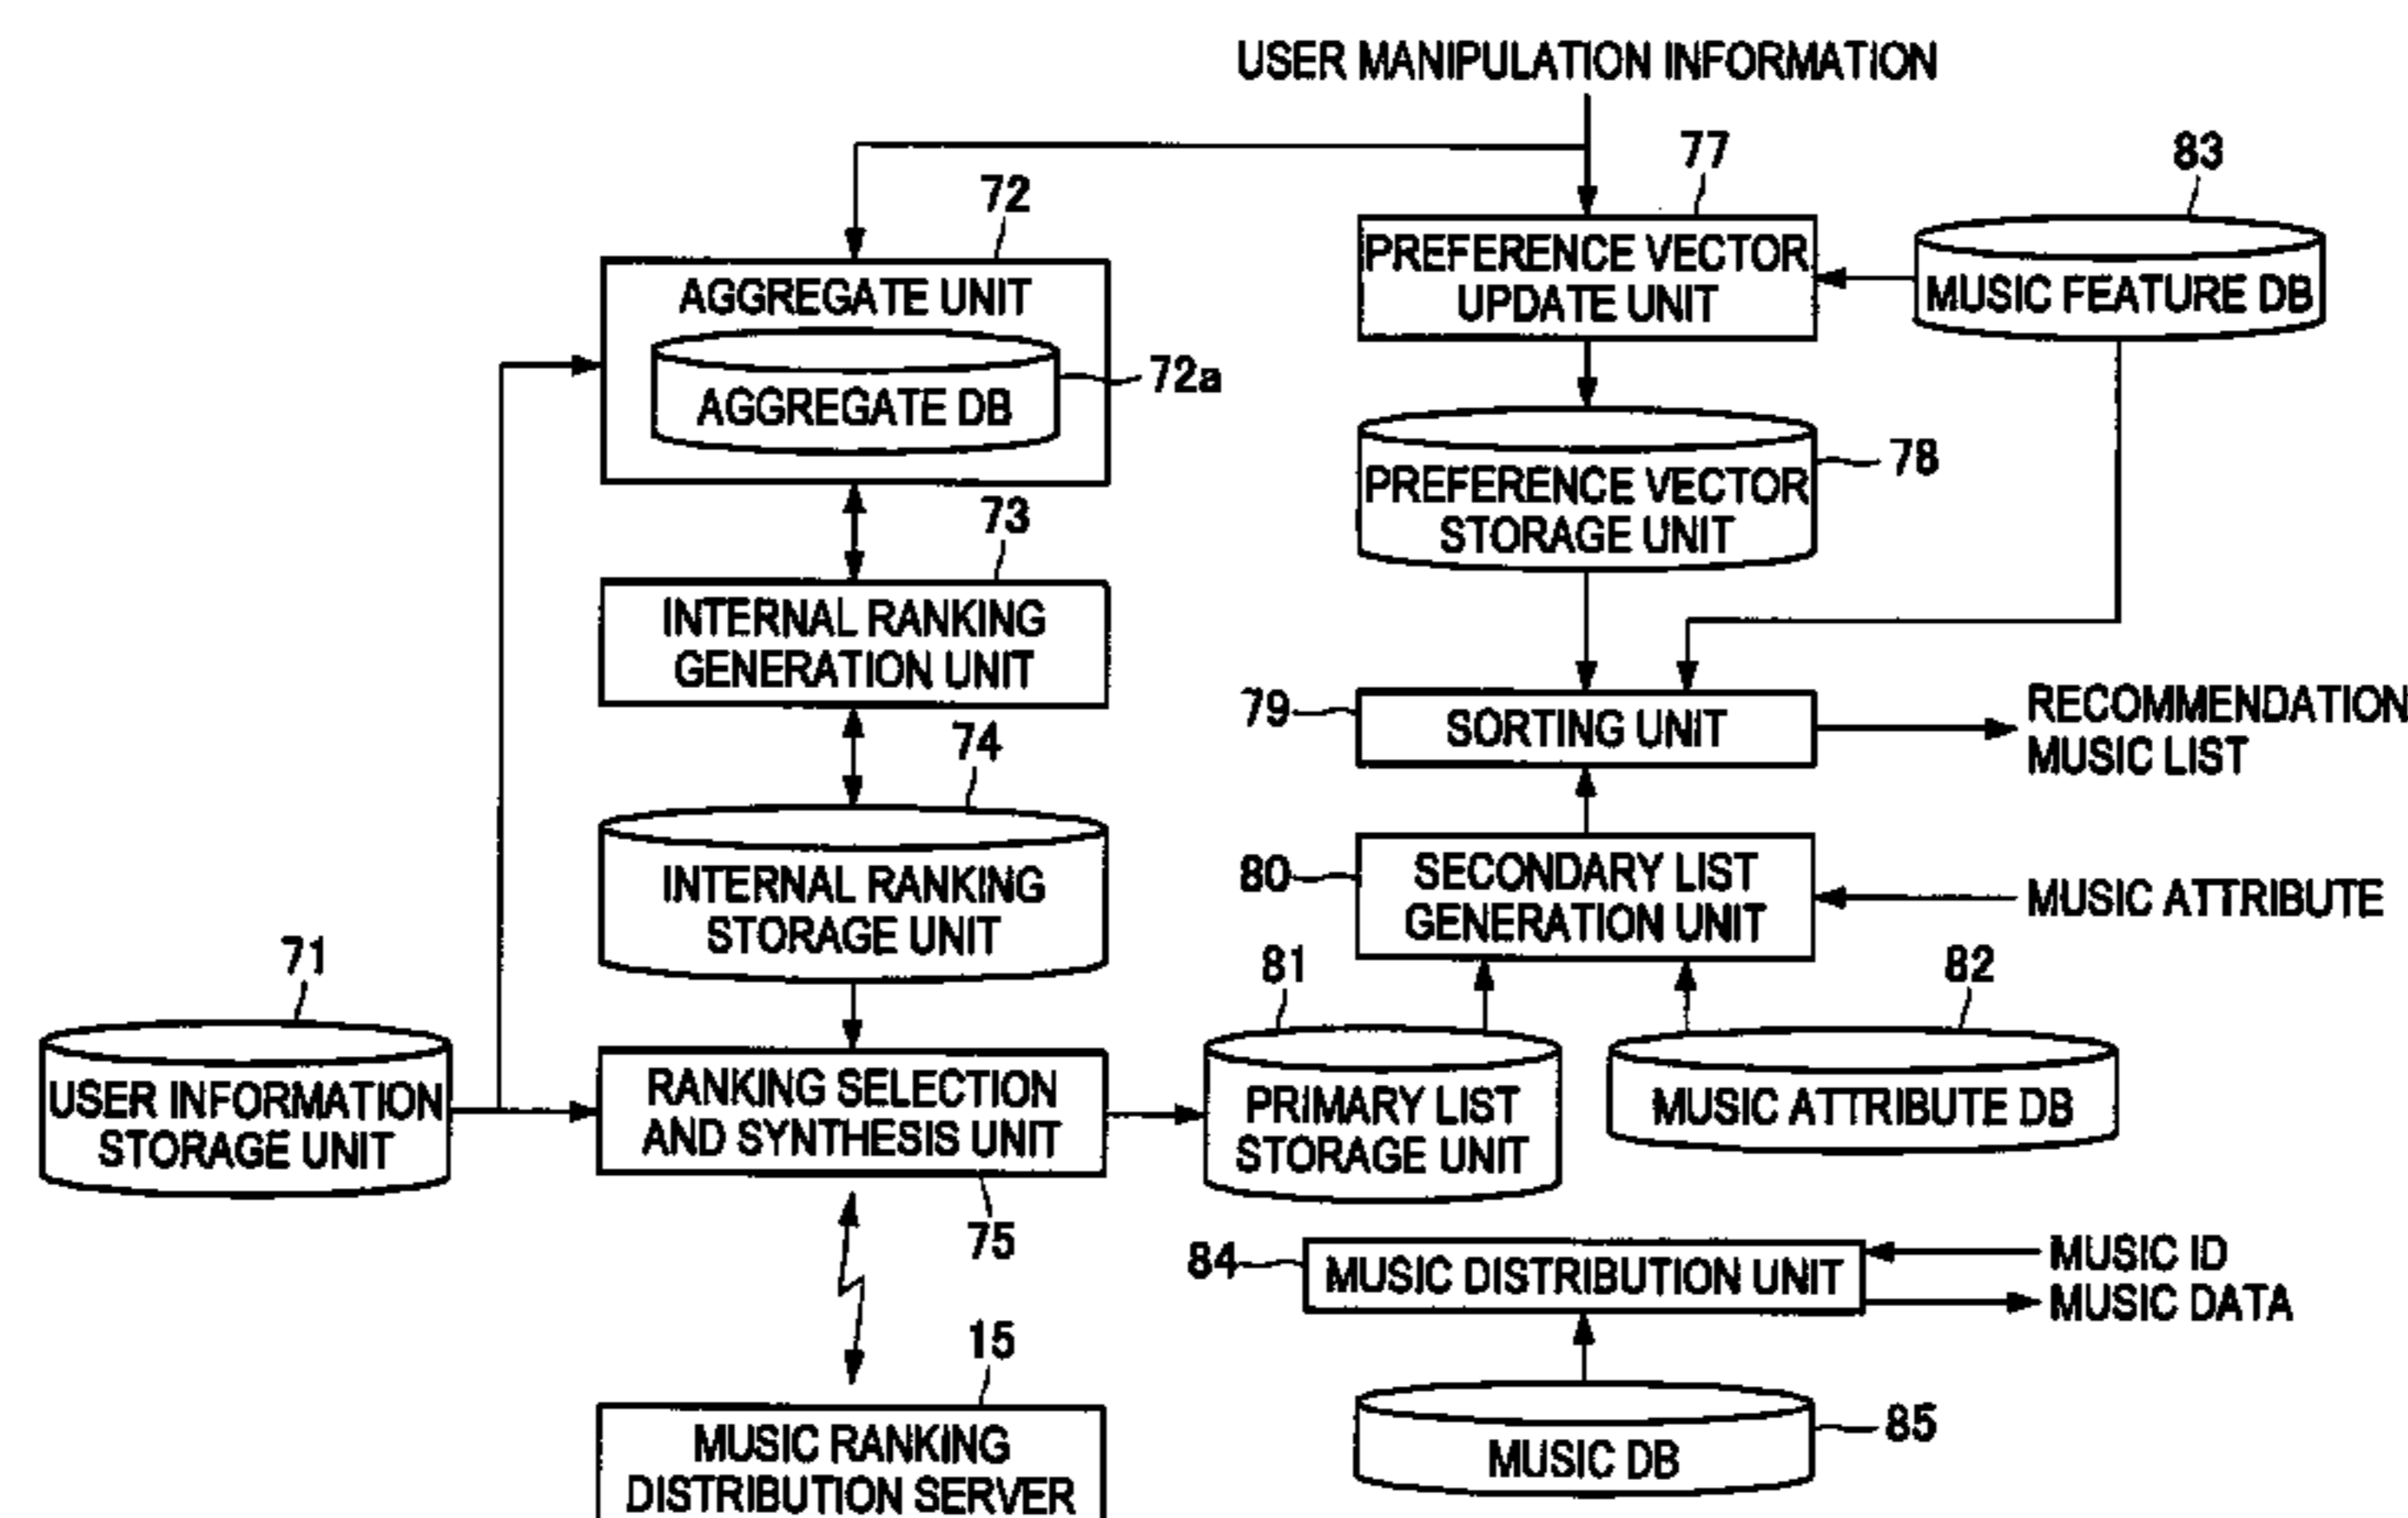 USER MANIPULATION INFORMATION
77
83
72
PREFERENCE VECTOR
UPDATE UNIT
MUSIC FEATURE DB
AGGREGATE UNIT
AGGREGATE DB
72a
78
PREFERENCE VECTOR
STORAGE UNIT
73
INTERNAL RANKING
GENERATION UNIT
79
SORTING UNIT
RECOMMENDATION
MUSIC LIST
74
INTERNAL RANKING
STORAGE UNIT
80
SECONDARY LIST
GENERATION UNIT
MUSIC ATTRIBUTE
71
81
82
USER INFORMATION
STORAGE UNIT
RANKING SELECTION
AND SYNTHESIS UNIT
PRIMARY LIST
STORAGE UNIT
MUSIC ATTRIBUTE DB
75
84
MUSIC DISTRIBUTION UNIT
MUSIC ID
MUSIC DATA
15
MUSIC RANKING
DISTRIBUTION SERVER
85
MUSIC DB